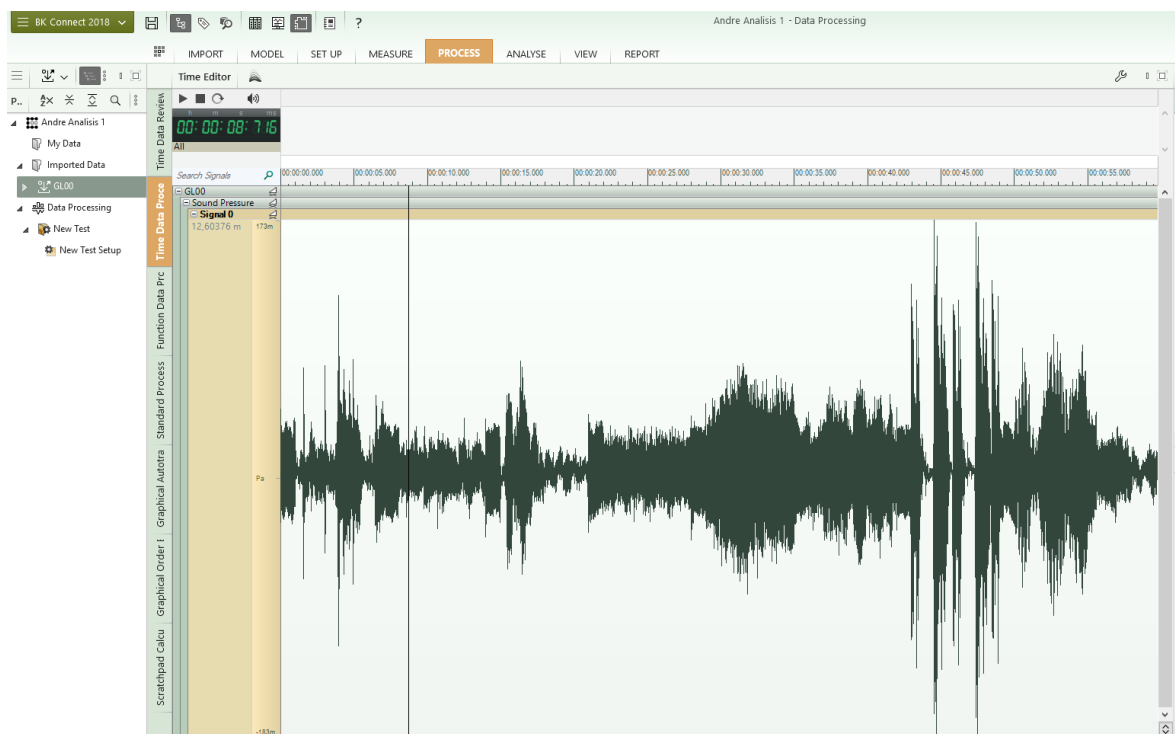 BK Connect 2018
?
Andre Analisis 1 - Data Processing
IMPORT MODEL SET UP MEASURE PROCESS ANALYSE VIEW REPORT
Time Editor
P..
Andre Analisis 1
My Data
Imported Data
GL00
Data Processing
New Test
New Test Setup
Time Data Review
Time Data Proce
Function Data Prc
Standard Process
Graphical Autotra
Graphical Order E
Scratchpad Calcu
h m s ms
00:00:08:716
All
Search Signals
00:00:00.000 00:00:05.000 00:00:10.000 00:00:15.000 00:00:20.000 00:00:25.000 00:00:30.000 00:00:35.000 00:00:40.000 00:00:45.000 00:00:50.000 00:00:55.000
GL00
Sound Pressure
Signal 0
12,60376 m 173m
Pa
-183m